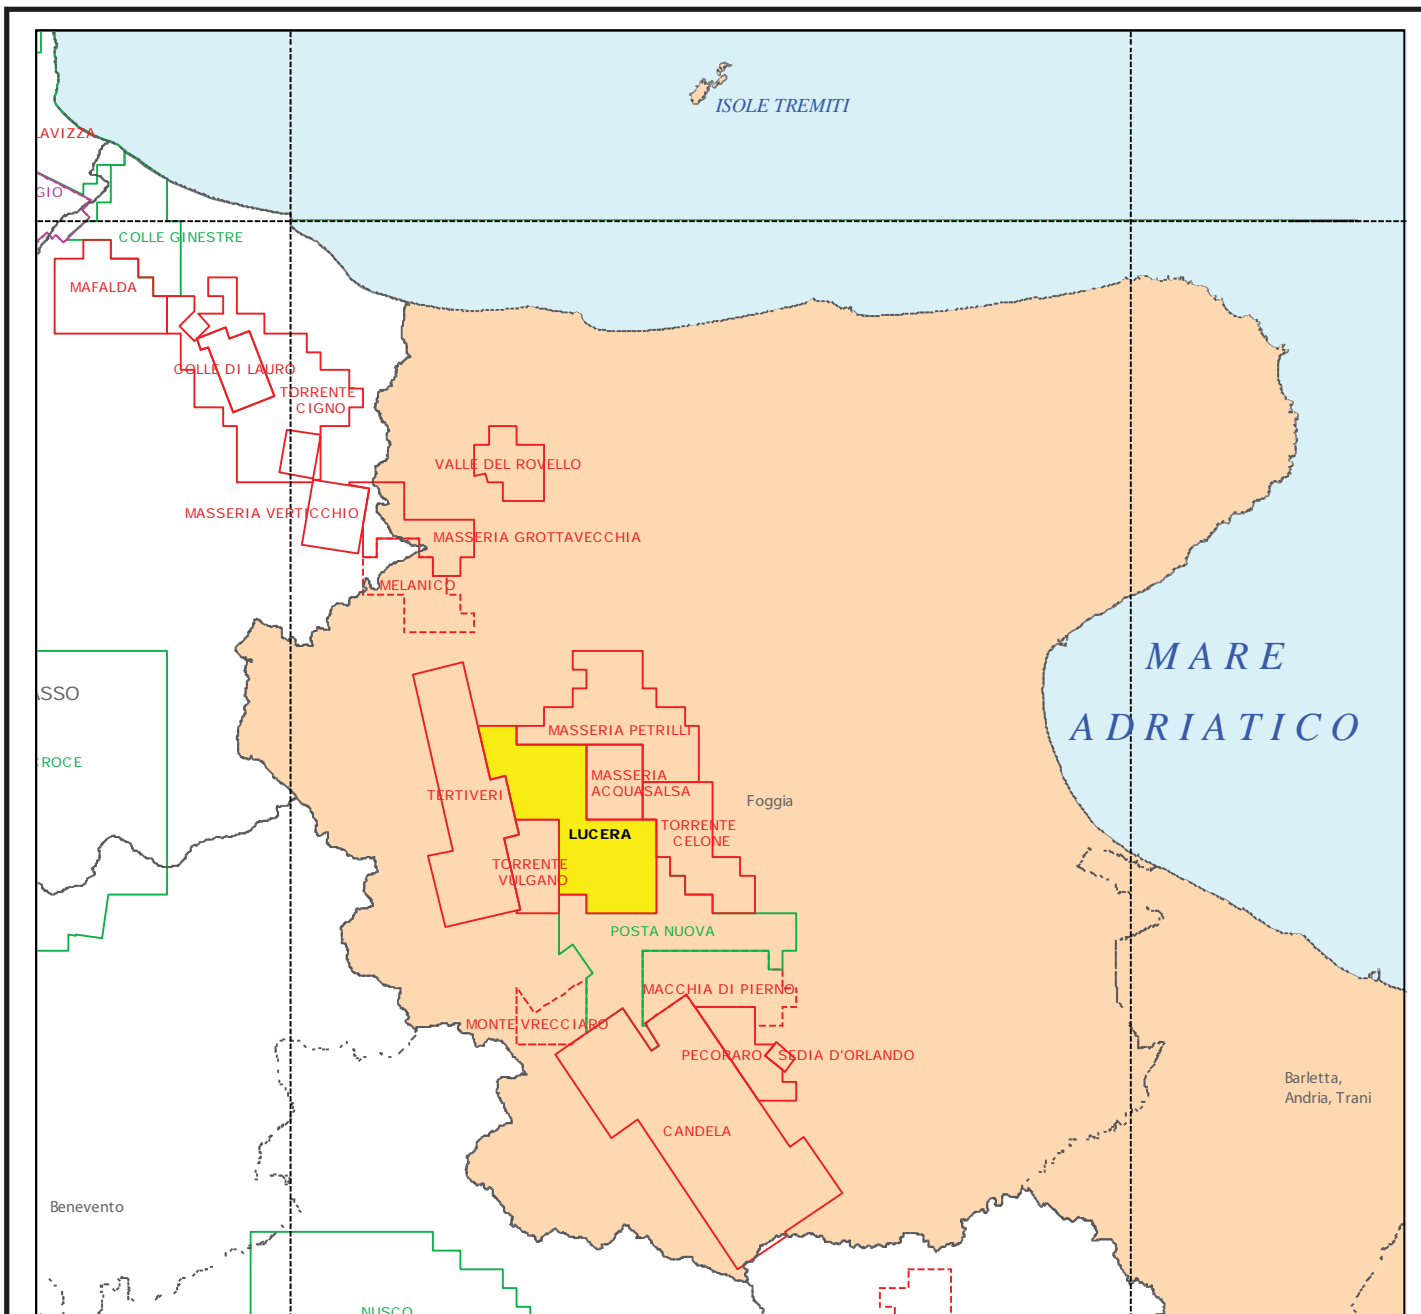 ISOLE TREMITI
LAVIZZA
GIO
COLLE GINESTRE
MAFALDA
COLLE DI LAURO
TORRENTE
CIGNO
VALLE DEL ROVELLO
MASSERIA VERTICCHIO
MASSERIA GROTTAVECCHIA
MELANICO
MARE
ADRIATICO
ASSO
CROCE
MASSERIA PETRILLI
MASSERIA
ACQUASALSA
TERTIVERI
Foggia
LUCERA
TORRENTE
CELONE
TORRENTE
VULGANO
POSTA NUOVA
MACCHIA DI PIERNO
MONTE VRECCIARO
PECORARO
SEDIA D'ORLANDO
Barletta,
Andria, Trani
CANDELA
Benevento
NUSCO